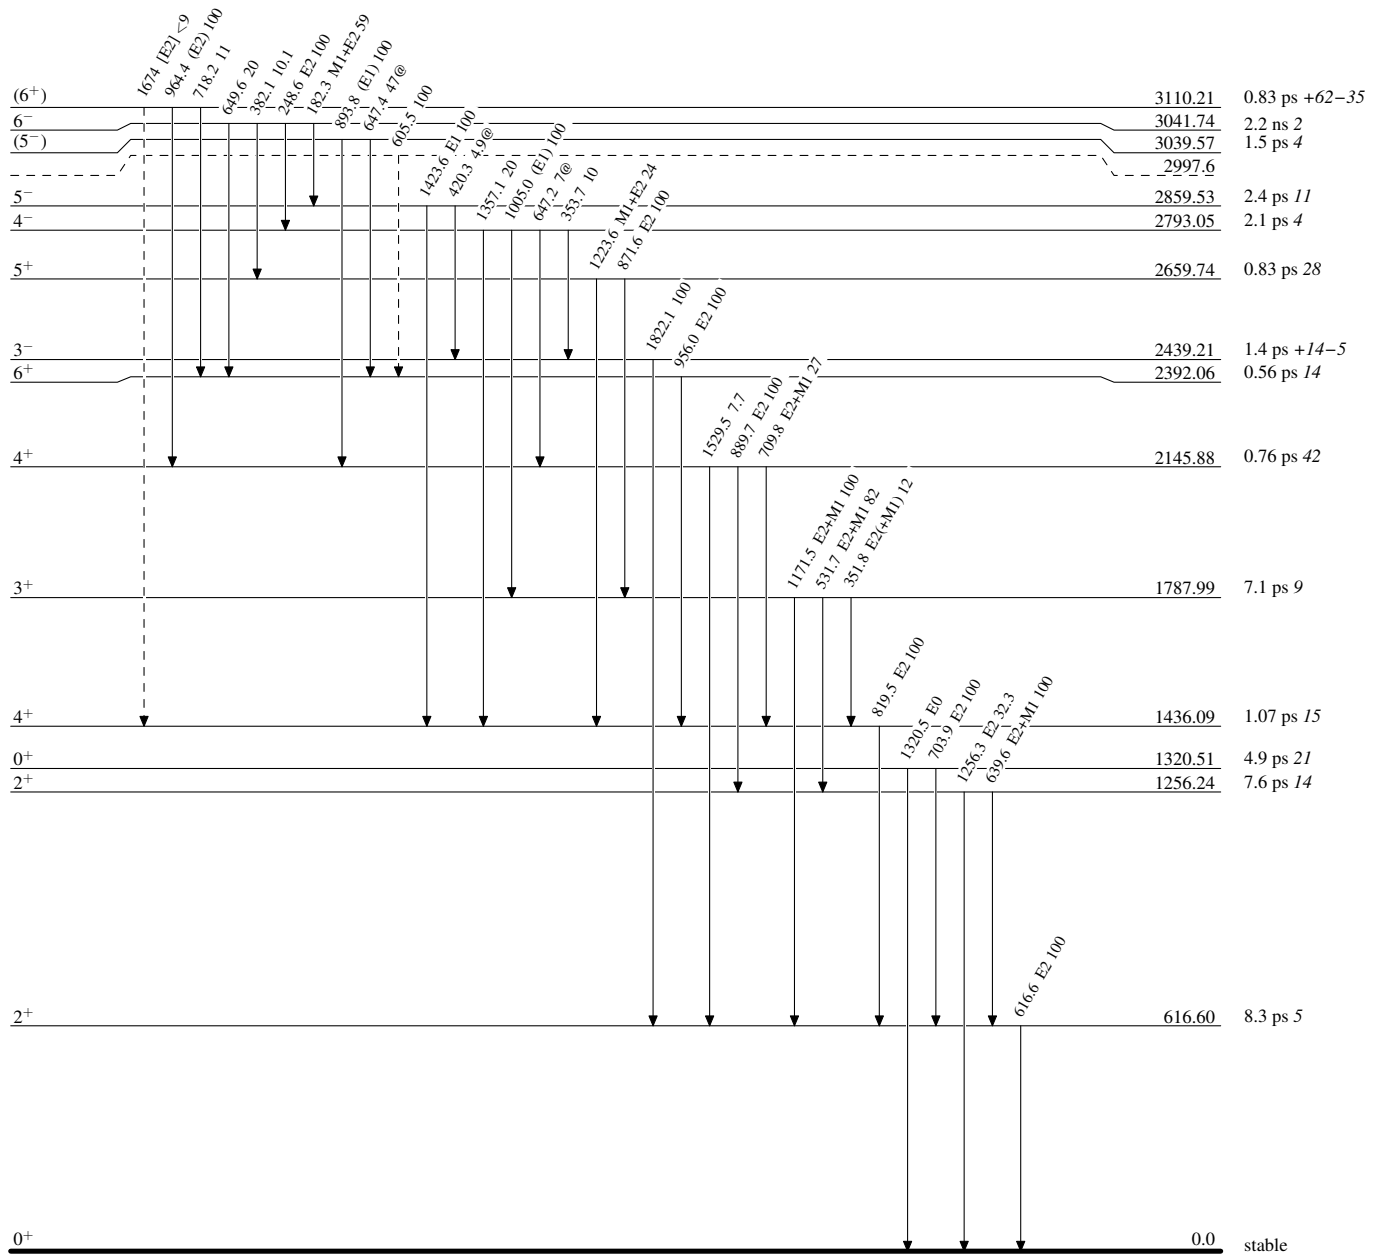 1674 [E2] <9
964.4 (E2) 100
718.2 11
649.6 20
382.1 10.1
248.6 E2 100
182.3 M1+E2 59
893.8 (E1) 100
647.4 47@
605.5 100
1423.6 E1 100
420.3 4.9@
1357.1 20
1005.0 (E1) 100
647.2 7@
353.7 10
1223.6 M1+E2 24
871.6 E2 100
1822.1 100
956.0 E2 100
1529.5 7.7
889.7 E2 100
709.8 E2+M1 27
1171.5 E2+M1 100
531.7 E2+M1 82
351.8 E2(+M1) 12
819.5 E2 100
1320.5 E0
703.9 E2 100
1256.3 E2 32.3
639.6 E2+M1 100
616.6 E2 100
(6+) 3110.21 0.83 ps +62−35
6− 3041.74 2.2 ns 2
(5−) 3039.57 1.5 ps 4
2997.6
5− 2859.53 2.4 ps 11
4− 2793.05 2.1 ps 4
5+ 2659.74 0.83 ps 28
3− 2439.21 1.4 ps +14−5
6+ 2392.06 0.56 ps 14
4+ 2145.88 0.76 ps 42
3+ 1787.99 7.1 ps 9
4+ 1436.09 1.07 ps 15
0+ 1320.51 4.9 ps 21
2+ 1256.24 7.6 ps 14
2+ 616.60 8.3 ps 5
0+ 0.0 stable